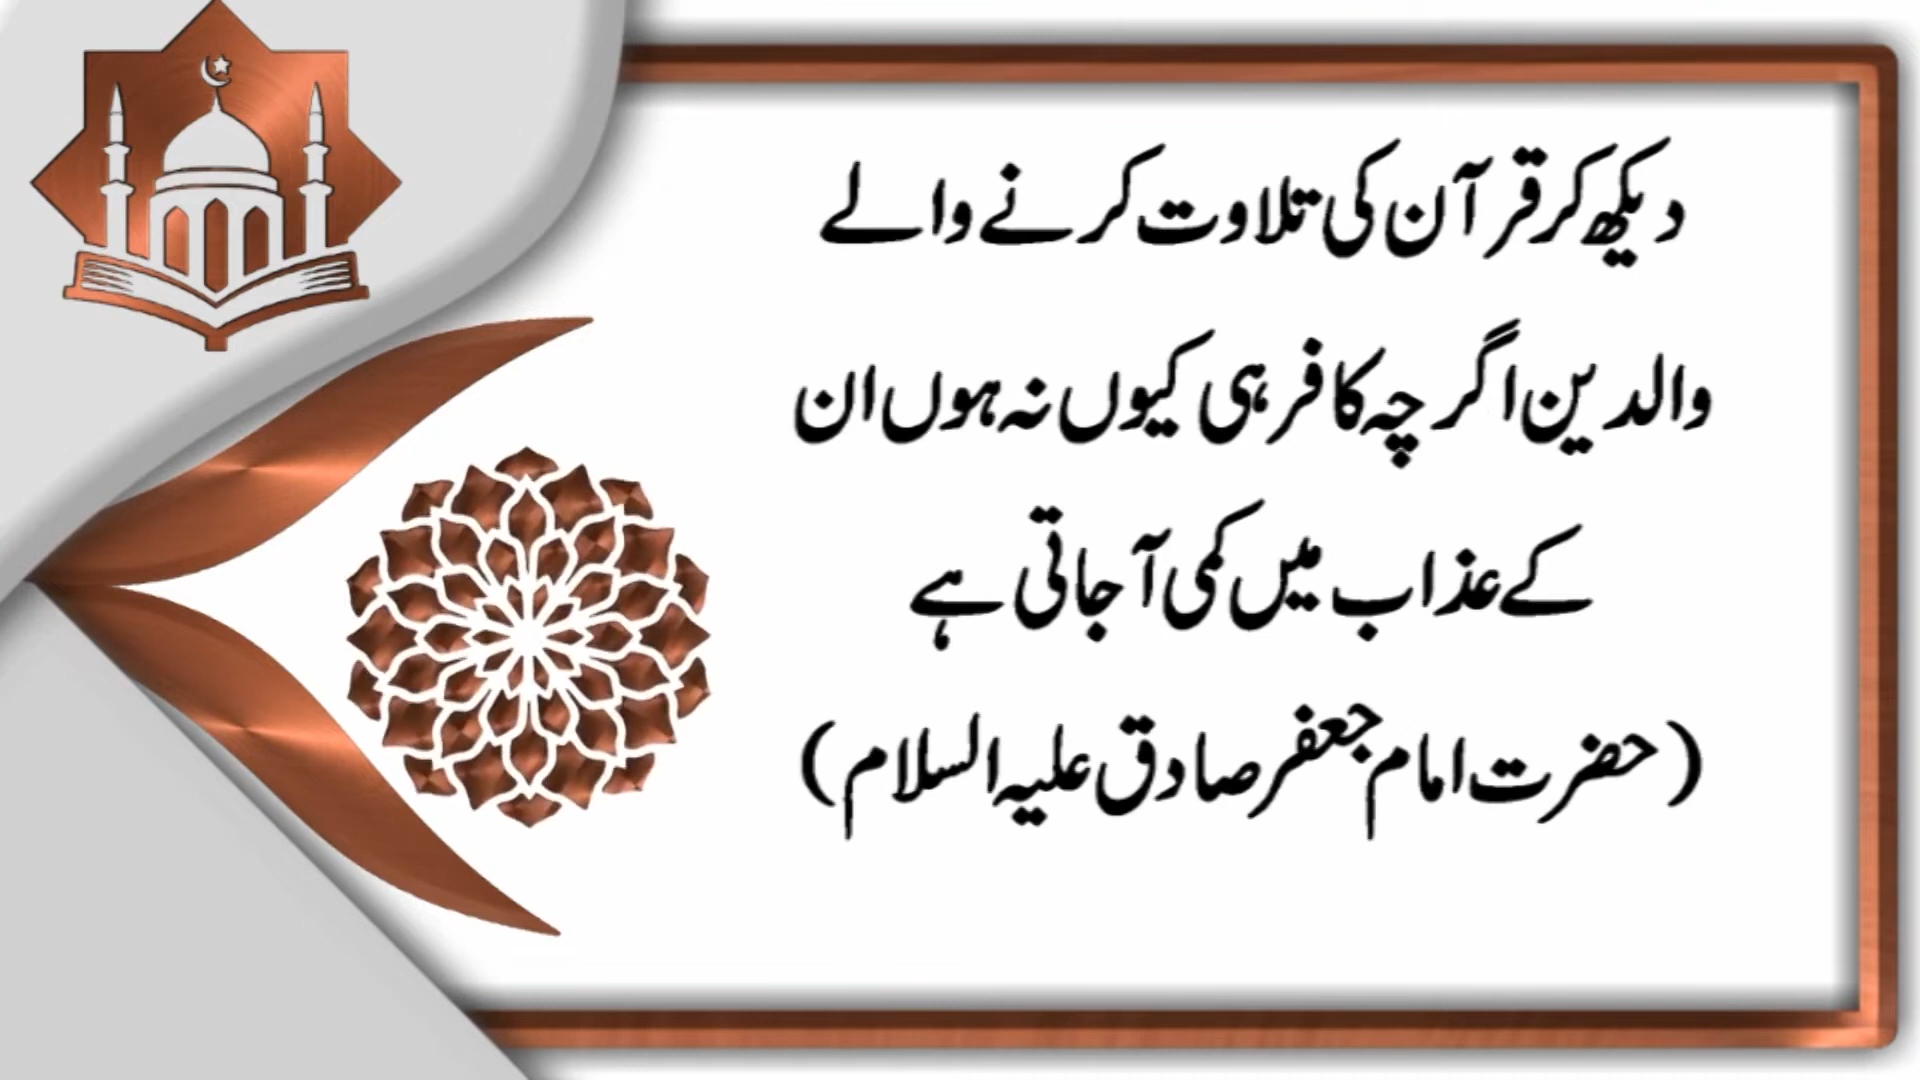 دیکھ کر قرآن کی تلاوت کرنے والے
والدین اگرچہ کافر ہی کیوں نہ ہوں ان
کے عذاب میں کمی آجاتی ہے
(حضرت امام جعفر صادق علیہ السلام)